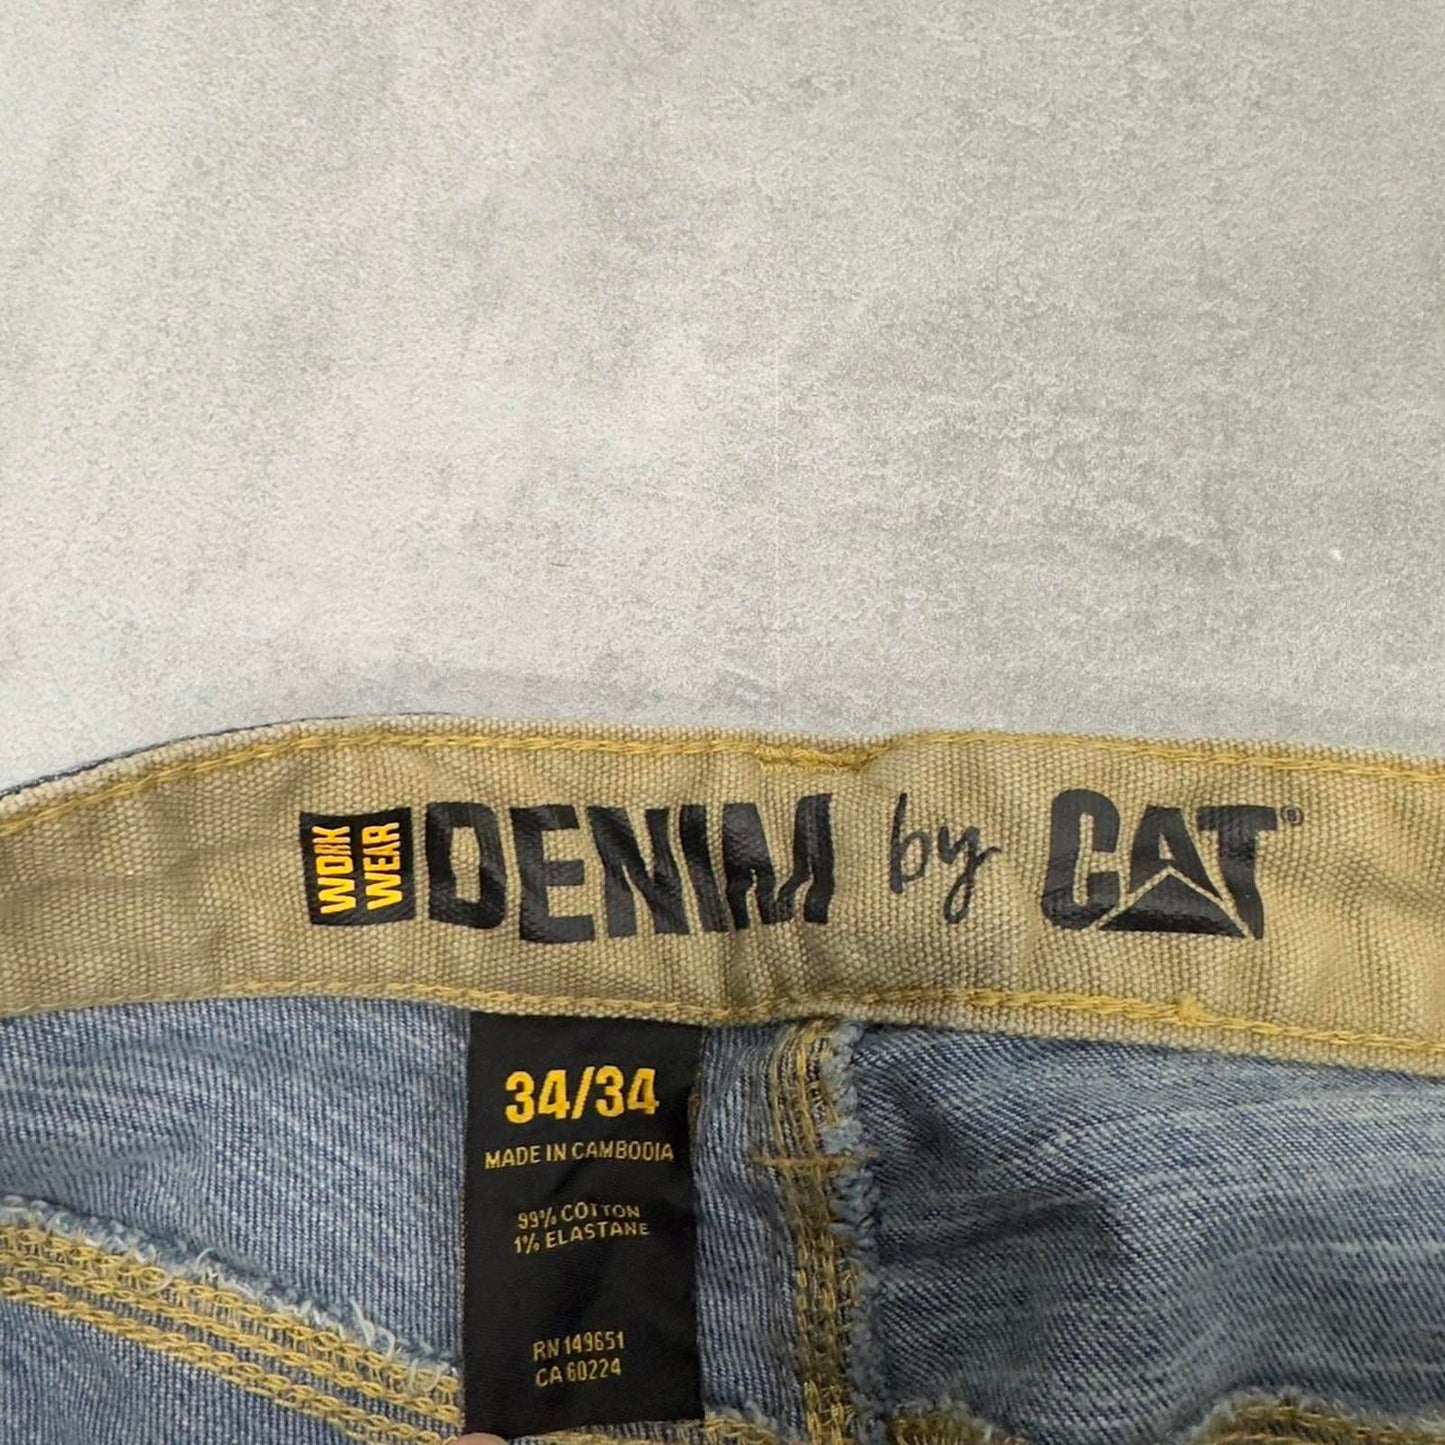 WORK
WEAR
DENIM by CAT®
34/34
MADE IN CAMBODIA
99% COTTON
1% ELASTANE
RN 149651
CA 60224